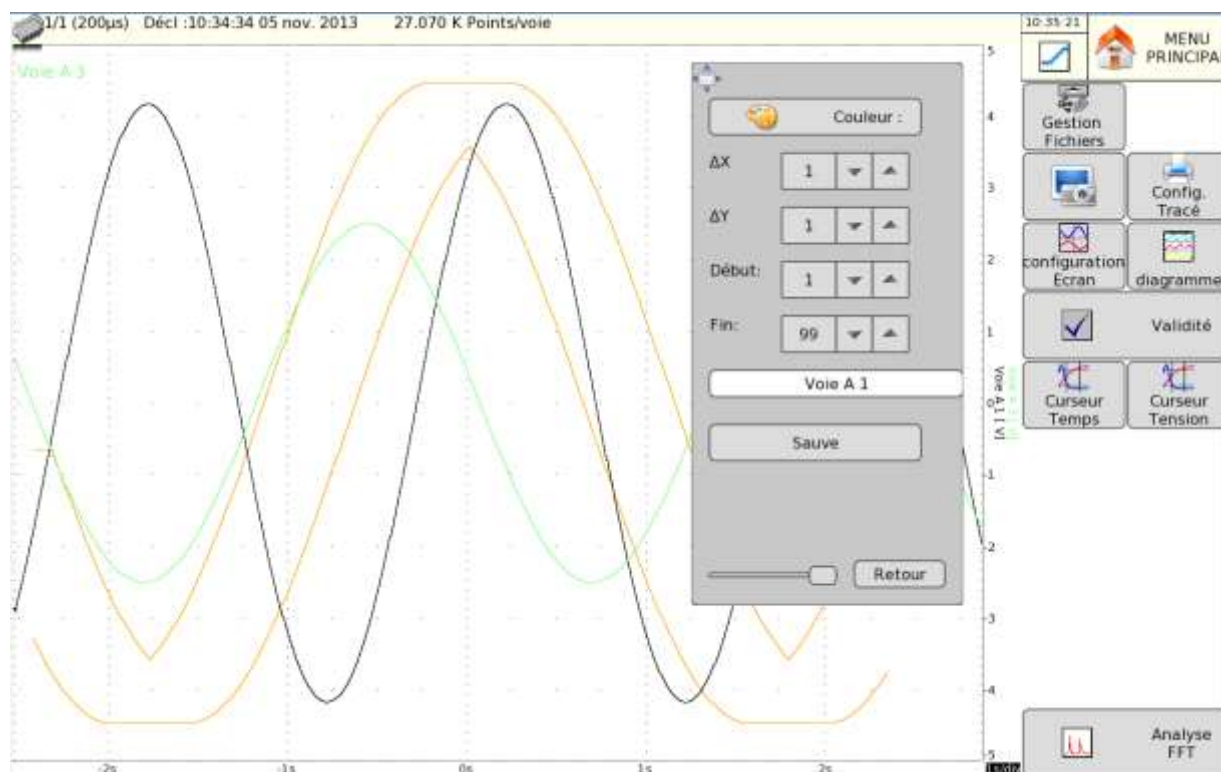 1/1 (200µs) Décl :10:34:34 05 nov. 2013 27.070 K Points/voie
10:35:21
MENU
PRINCIPA
Voie A 3
Gestion
Fichiers
Config.
Tracé
configuration
Ecran
diagramme
Validité
Curseur
Temps
Curseur
Tension
Analyse
FFT
Couleur :
ΔX
1
ΔY
1
Début:
1
Fin:
99
Voie A 1
Sauve
Retour
5
4
3
2
1
0
-1
-2
-3
-4
-5
Voie A 1 [ V]
-2s
-1s
0s
1s
2s
1s/div